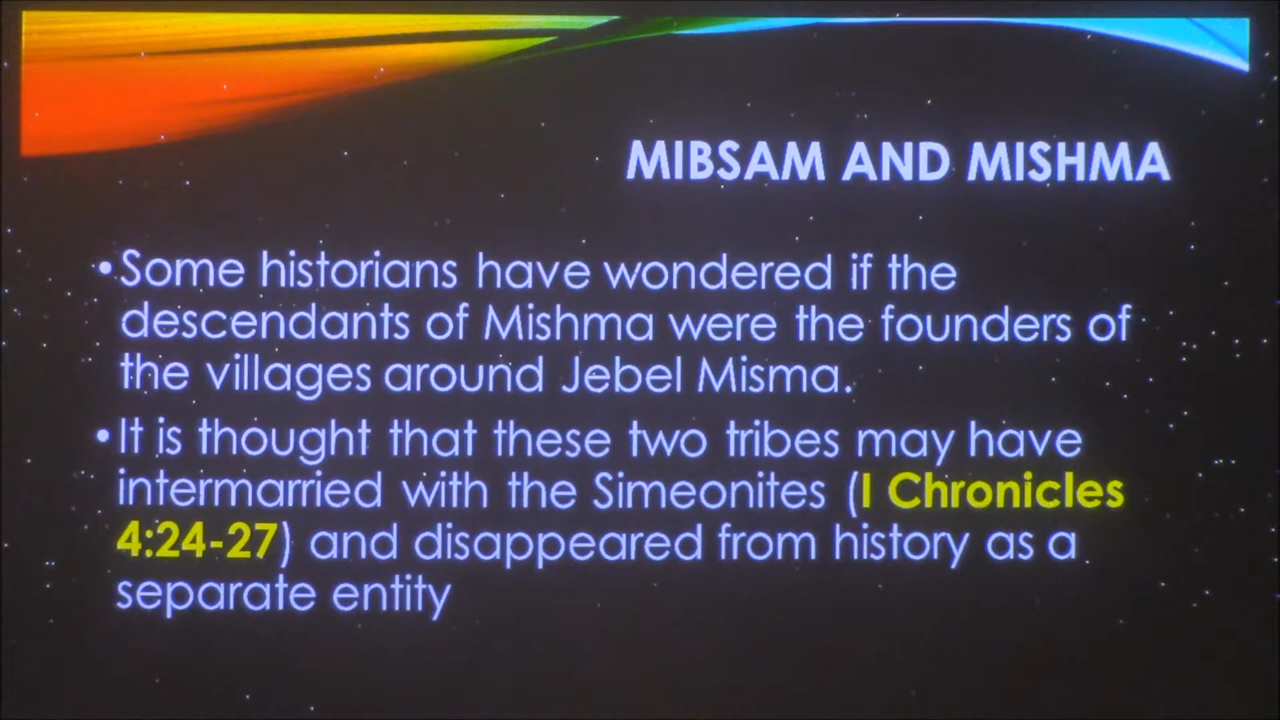 MIBSAM AND MISHMA
•Some historians have wondered if the
descendants of Mishma were the founders of
the villages around Jebel Misma.
•It is thought that these two tribes may have
intermarried with the Simeonites (I Chronicles
4:24-27) and disappeared from history as a
separate entity